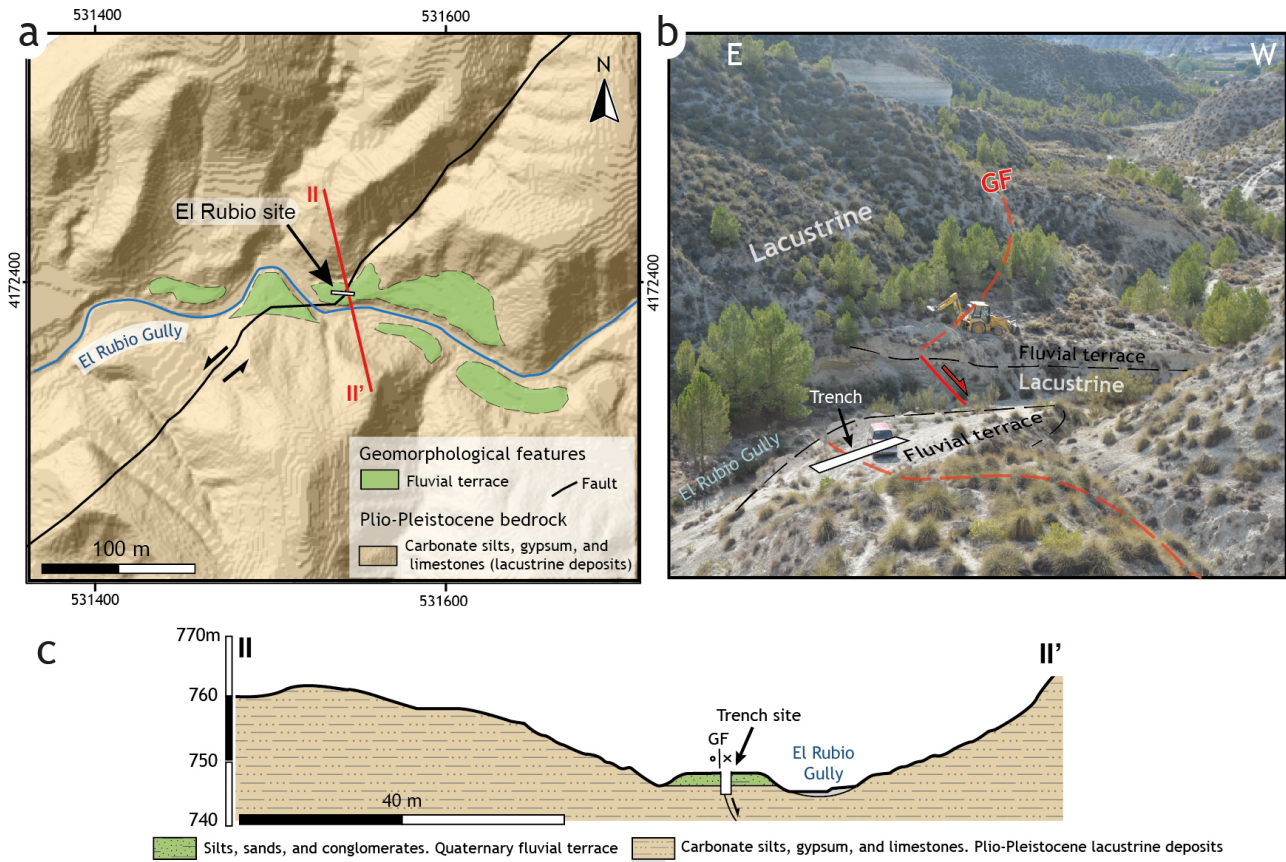 a
531400
531600
N
II
El Rubio site
4172400
4172400
El Rubio Gully
II'
Geomorphological features
Fluvial terrace
Fault
Plio-Pleistocene bedrock
Carbonate silts, gypsum, and
limestones (lacustrine deposits)
100 m
531400
531600
b
E
W
GF
Lacustrine
Fluvial terrace
Lacustrine
Trench
Fluvial terrace
El Rubio Gully
c
770m
II
II'
760
750
740
Trench site
GF
El Rubio
Gully
40 m
Silts, sands, and conglomerates. Quaternary fluvial terrace
Carbonate silts, gypsum, and limestones. Plio-Pleistocene lacustrine deposits